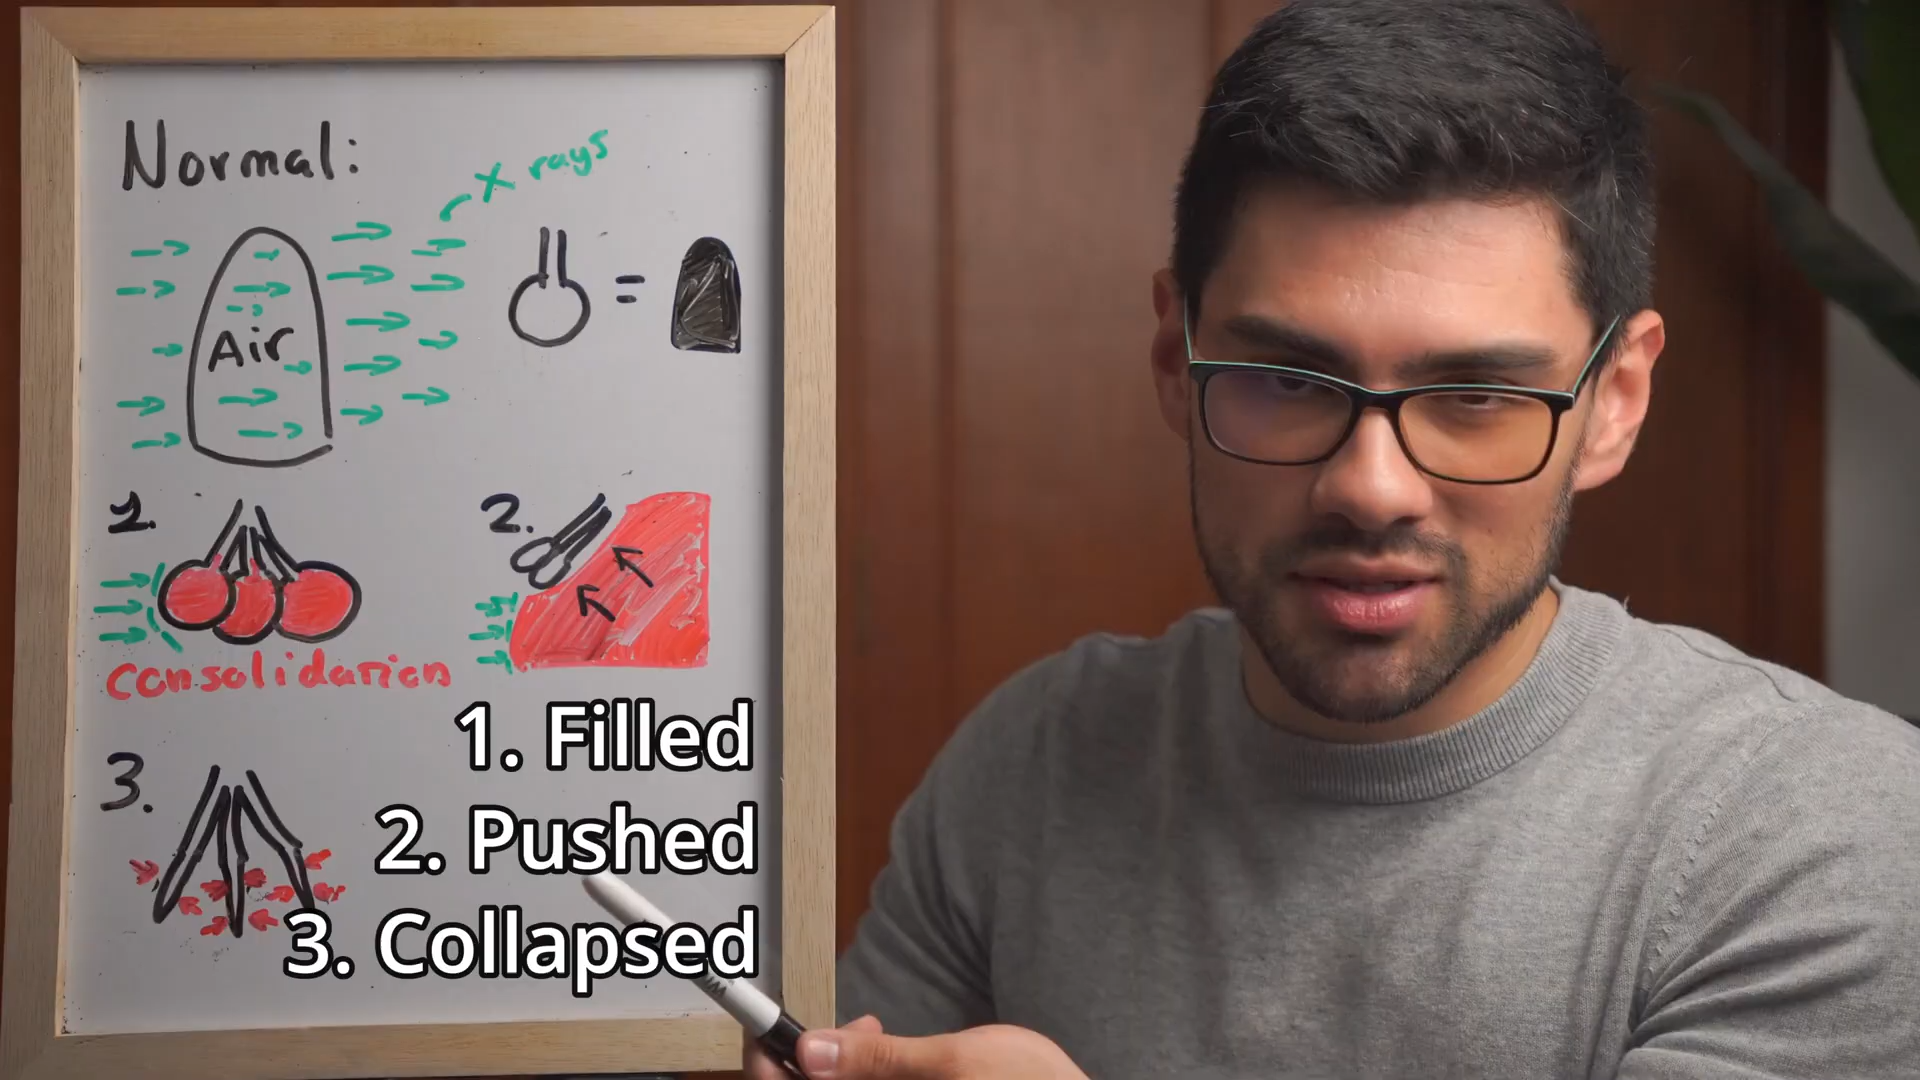 Normal:
X rays
Air
=
1.
2.
consolidation
3.
1. Filled
2. Pushed
3. Collapsed